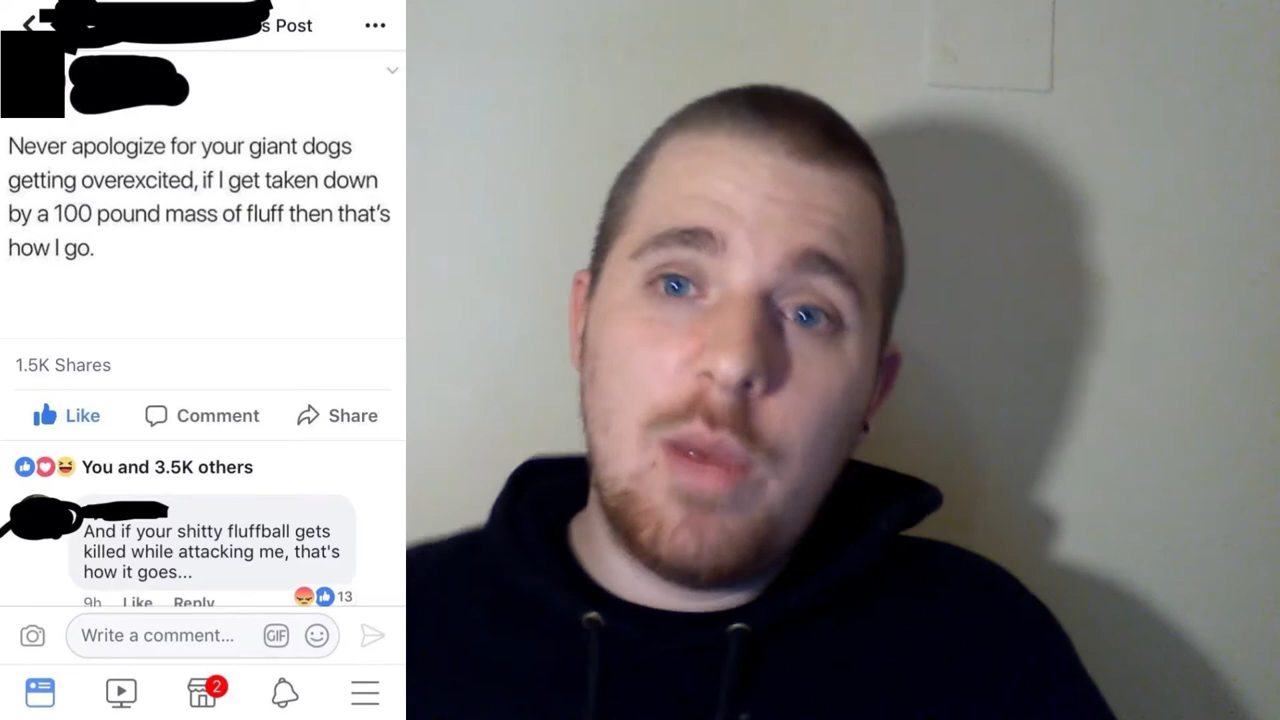 s Post
Never apologize for your giant dogs
getting overexcited, if I get taken down
by a 100 pound mass of fluff then that's
how I go.
1.5K Shares
Like Comment Share
You and 3.5K others
And if your shitty fluffball gets
killed while attacking me, that's
how it goes...
9h Like Reply 13
Write a comment... GIF
2